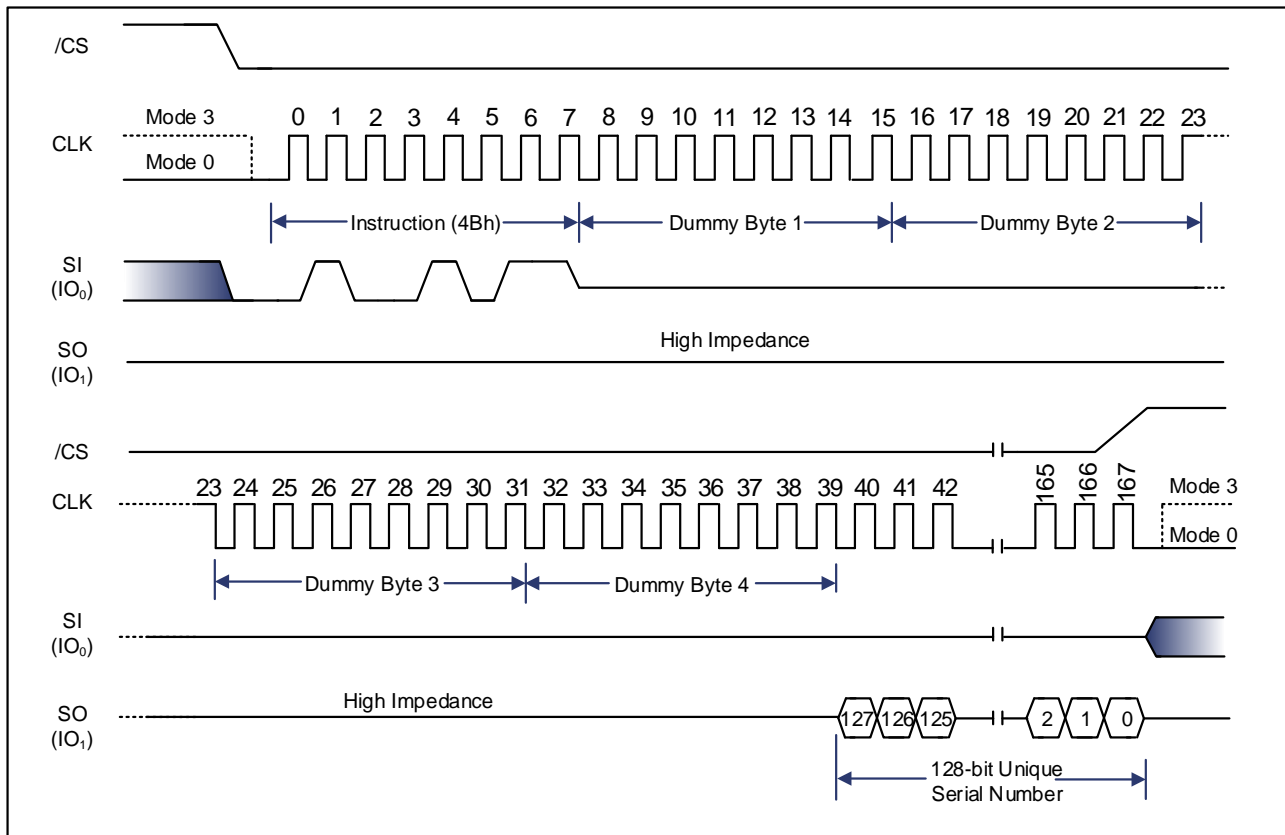 /CS
Mode 3
CLK
Mode 0
0 1 2 3 4 5 6 7 8 9 10 11 12 13 14 15 16 17 18 19 20 21 22 23
Instruction (4Bh)
Dummy Byte 1
Dummy Byte 2
SI
(IO₀)
High Impedance
SO
(IO₁)
/CS
CLK
23 24 25 26 27 28 29 30 31 32 33 34 35 36 37 38 39 40 41 42
165 166 167
Mode 3
Mode 0
Dummy Byte 3
Dummy Byte 4
SI
(IO₀)
High Impedance
SO
(IO₁)
127 126 125 2 1 0
128-bit Unique
Serial Number